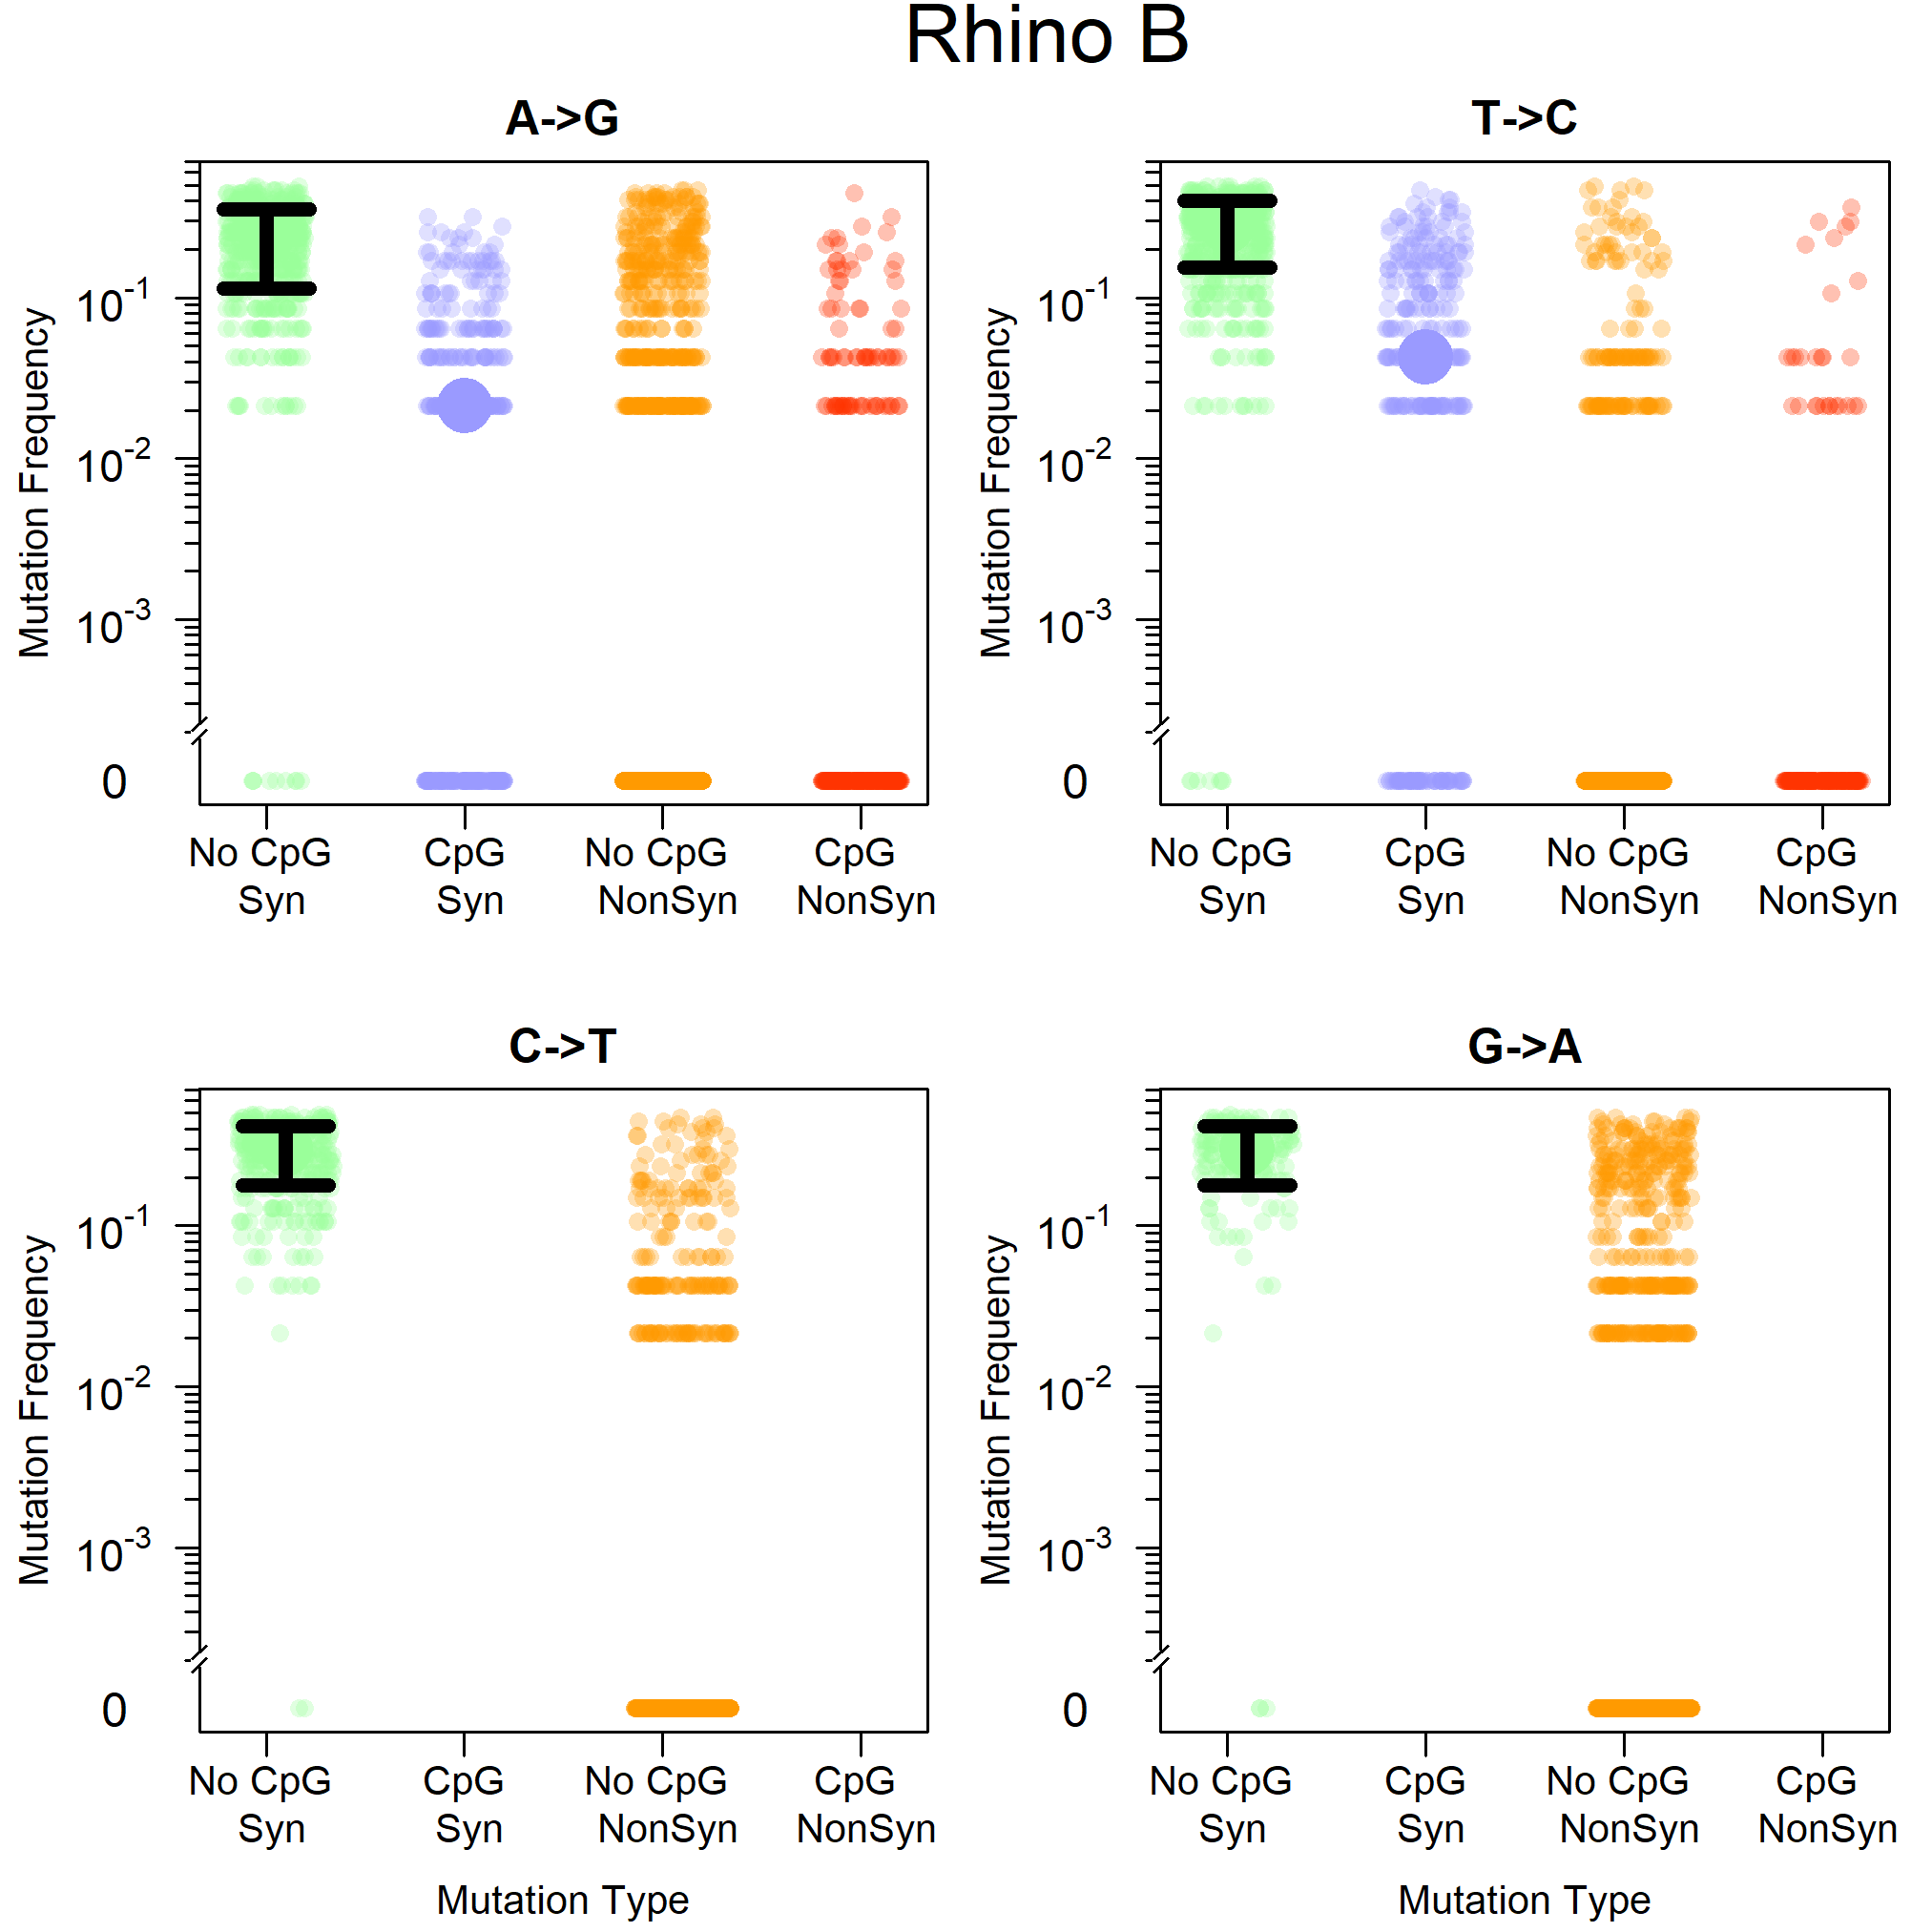 Rhino B
A->G
Mutation Frequency
10^-1
10^-2
10^-3
0
No CpG Syn
CpG Syn
No CpG NonSyn
CpG NonSyn
T->C
Mutation Frequency
10^-1
10^-2
10^-3
0
No CpG Syn
CpG Syn
No CpG NonSyn
CpG NonSyn
C->T
Mutation Frequency
10^-1
10^-2
10^-3
0
No CpG Syn
CpG Syn
No CpG NonSyn
CpG NonSyn
Mutation Type
G->A
Mutation Frequency
10^-1
10^-2
10^-3
0
No CpG Syn
CpG Syn
No CpG NonSyn
CpG NonSyn
Mutation Type